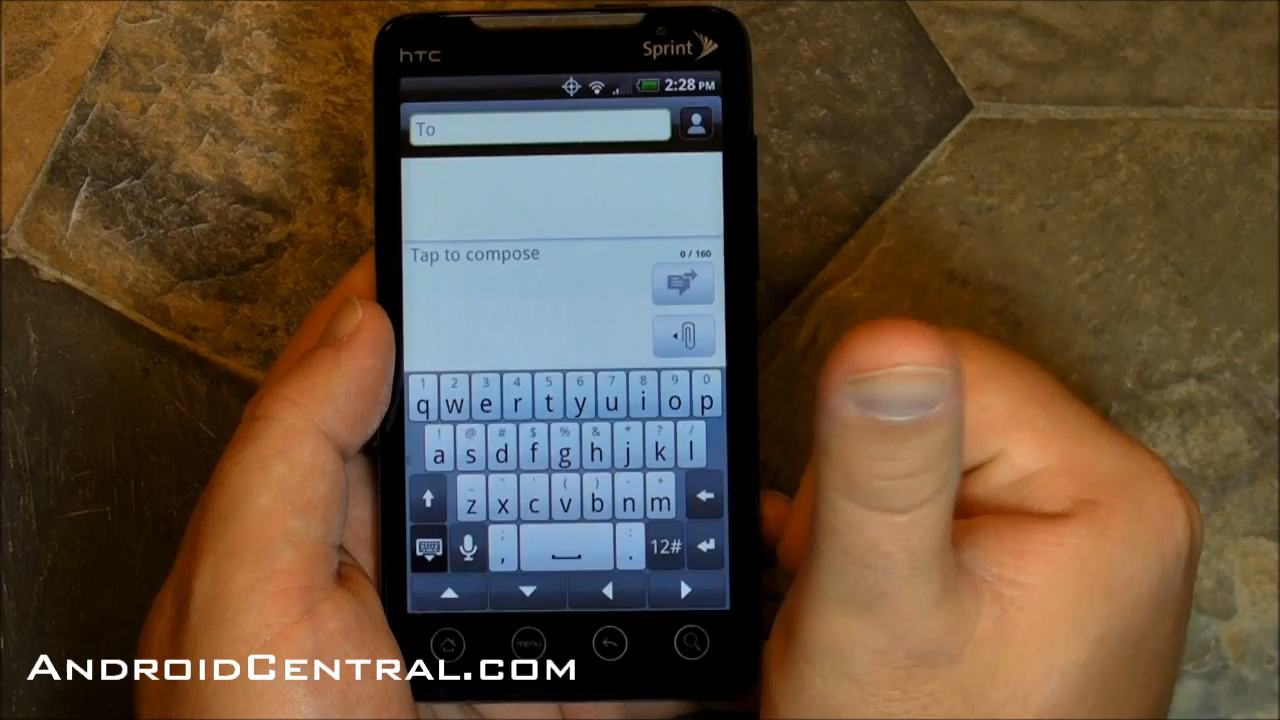 hTC Sprint
2:28 PM
To
Tap to compose 0 / 160
1 2 3 4 5 6 7 8 9 0
q w e r t y u i o p
! @ # $ % & * ? /
a s d f g h j k l
_ " ' ( ) - +
z x c v b n m
; :
, . 12#
MENU
ANDROIDCENTRAL.COM